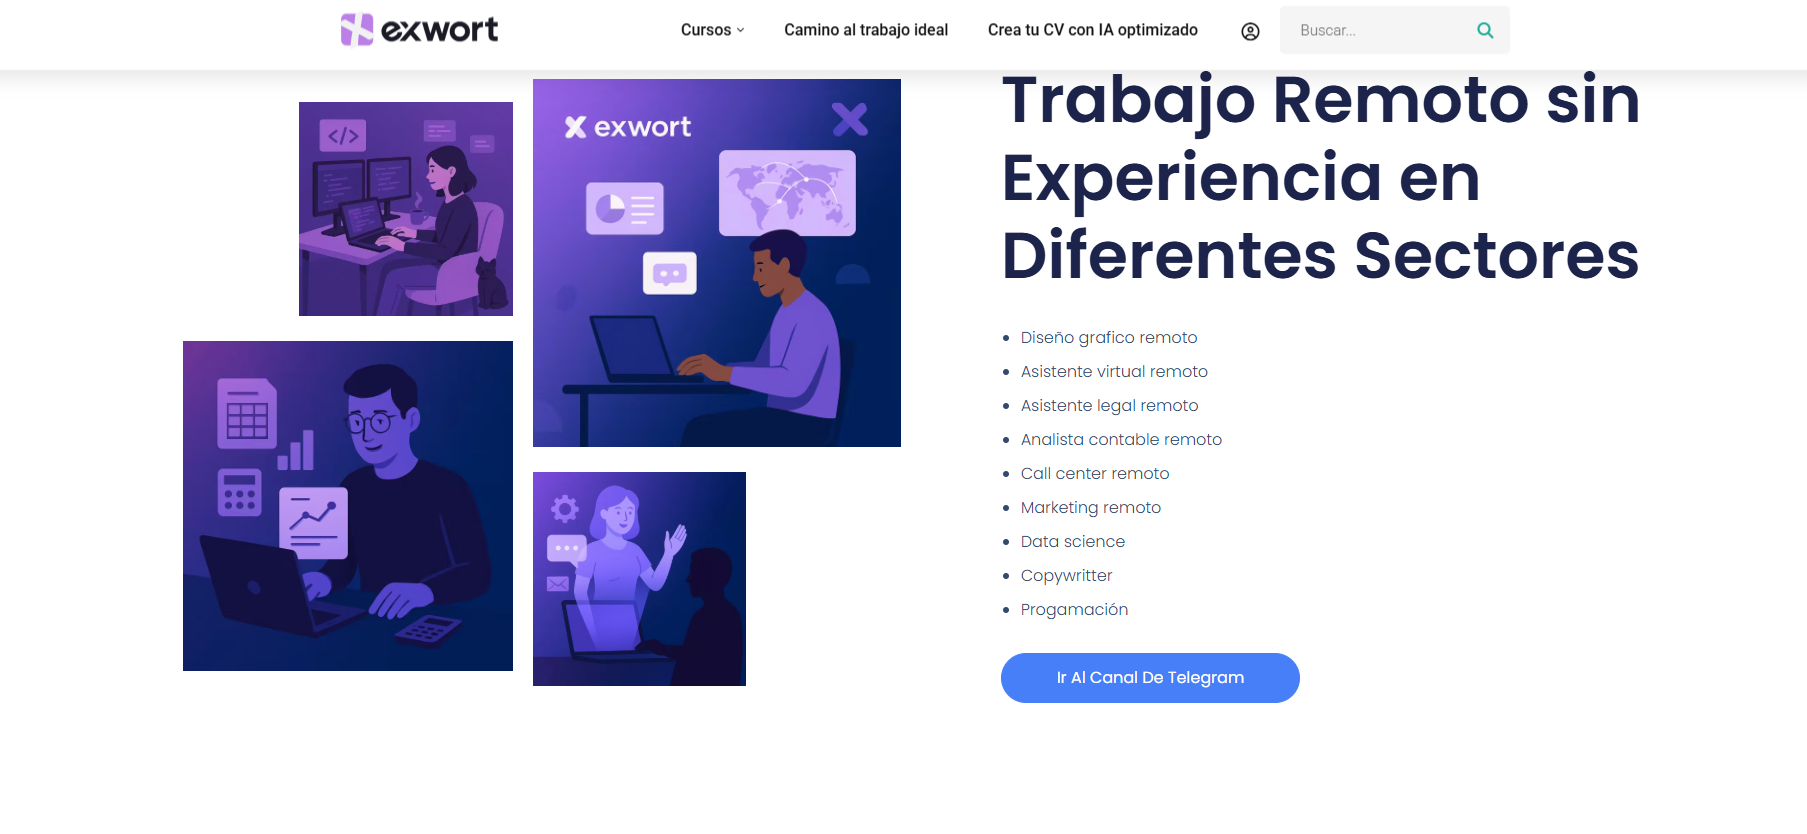 exwort
Cursos
Camino al trabajo ideal
Crea tu CV con IA optimizado
Buscar...
</>
exwort
Trabajo Remoto sin
Experiencia en
Diferentes Sectores
Diseño grafico remoto
Asistente virtual remoto
Asistente legal remoto
Analista contable remoto
Call center remoto
Marketing remoto
Data science
Copywritter
Progamación
Ir Al Canal De Telegram